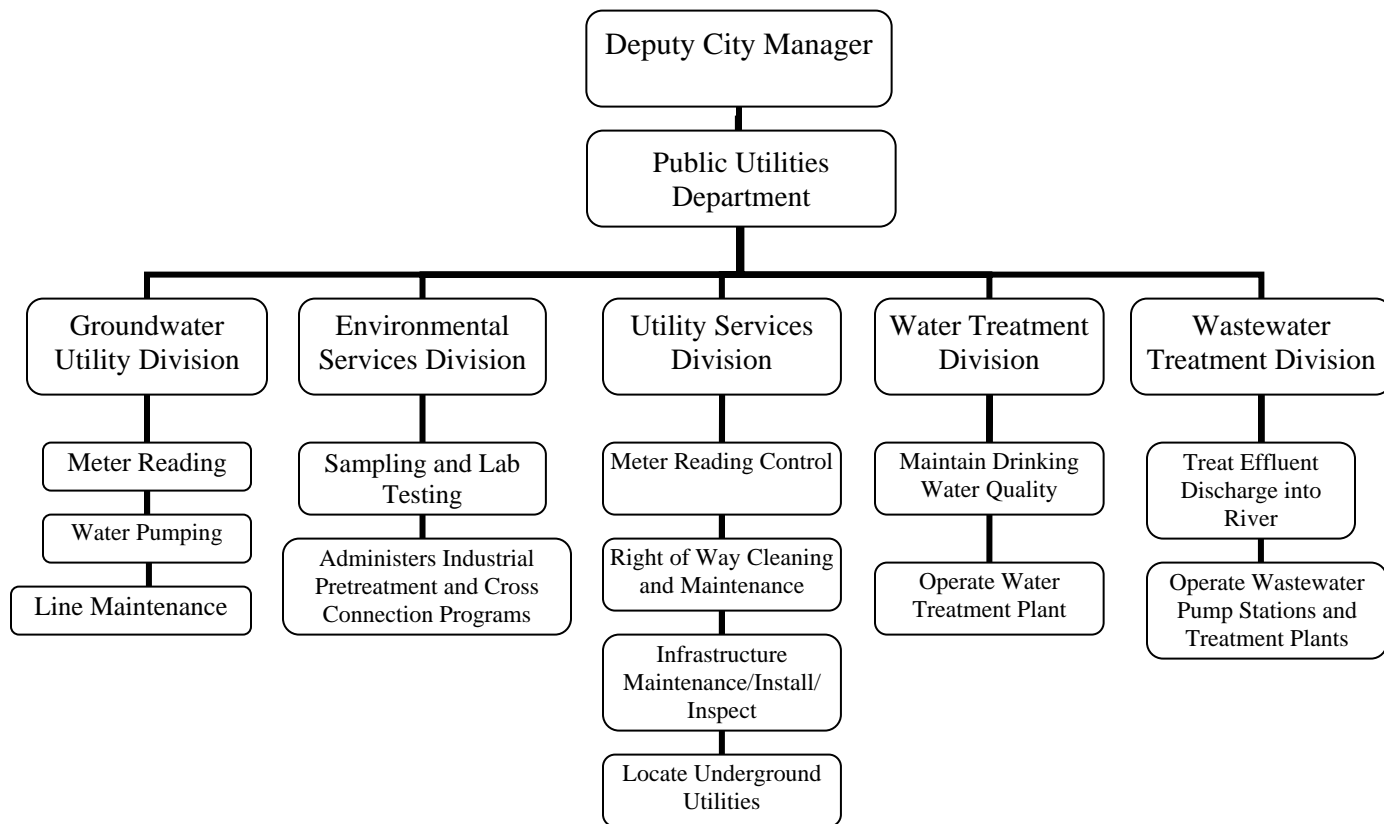 Deputy City Manager
Public Utilities
Department
Groundwater
Utility Division
Environmental
Services Division
Utility Services
Division
Water Treatment
Division
Wastewater
Treatment Division
Meter Reading
Water Pumping
Line Maintenance
Sampling and Lab
Testing
Administers Industrial
Pretreatment and Cross
Connection Programs
Meter Reading Control
Right of Way Cleaning
and Maintenance
Infrastructure
Maintenance/Install/
Inspect
Locate Underground
Utilities
Maintain Drinking
Water Quality
Operate Water
Treatment Plant
Treat Effluent
Discharge into
River
Operate Wastewater
Pump Stations and
Treatment Plants